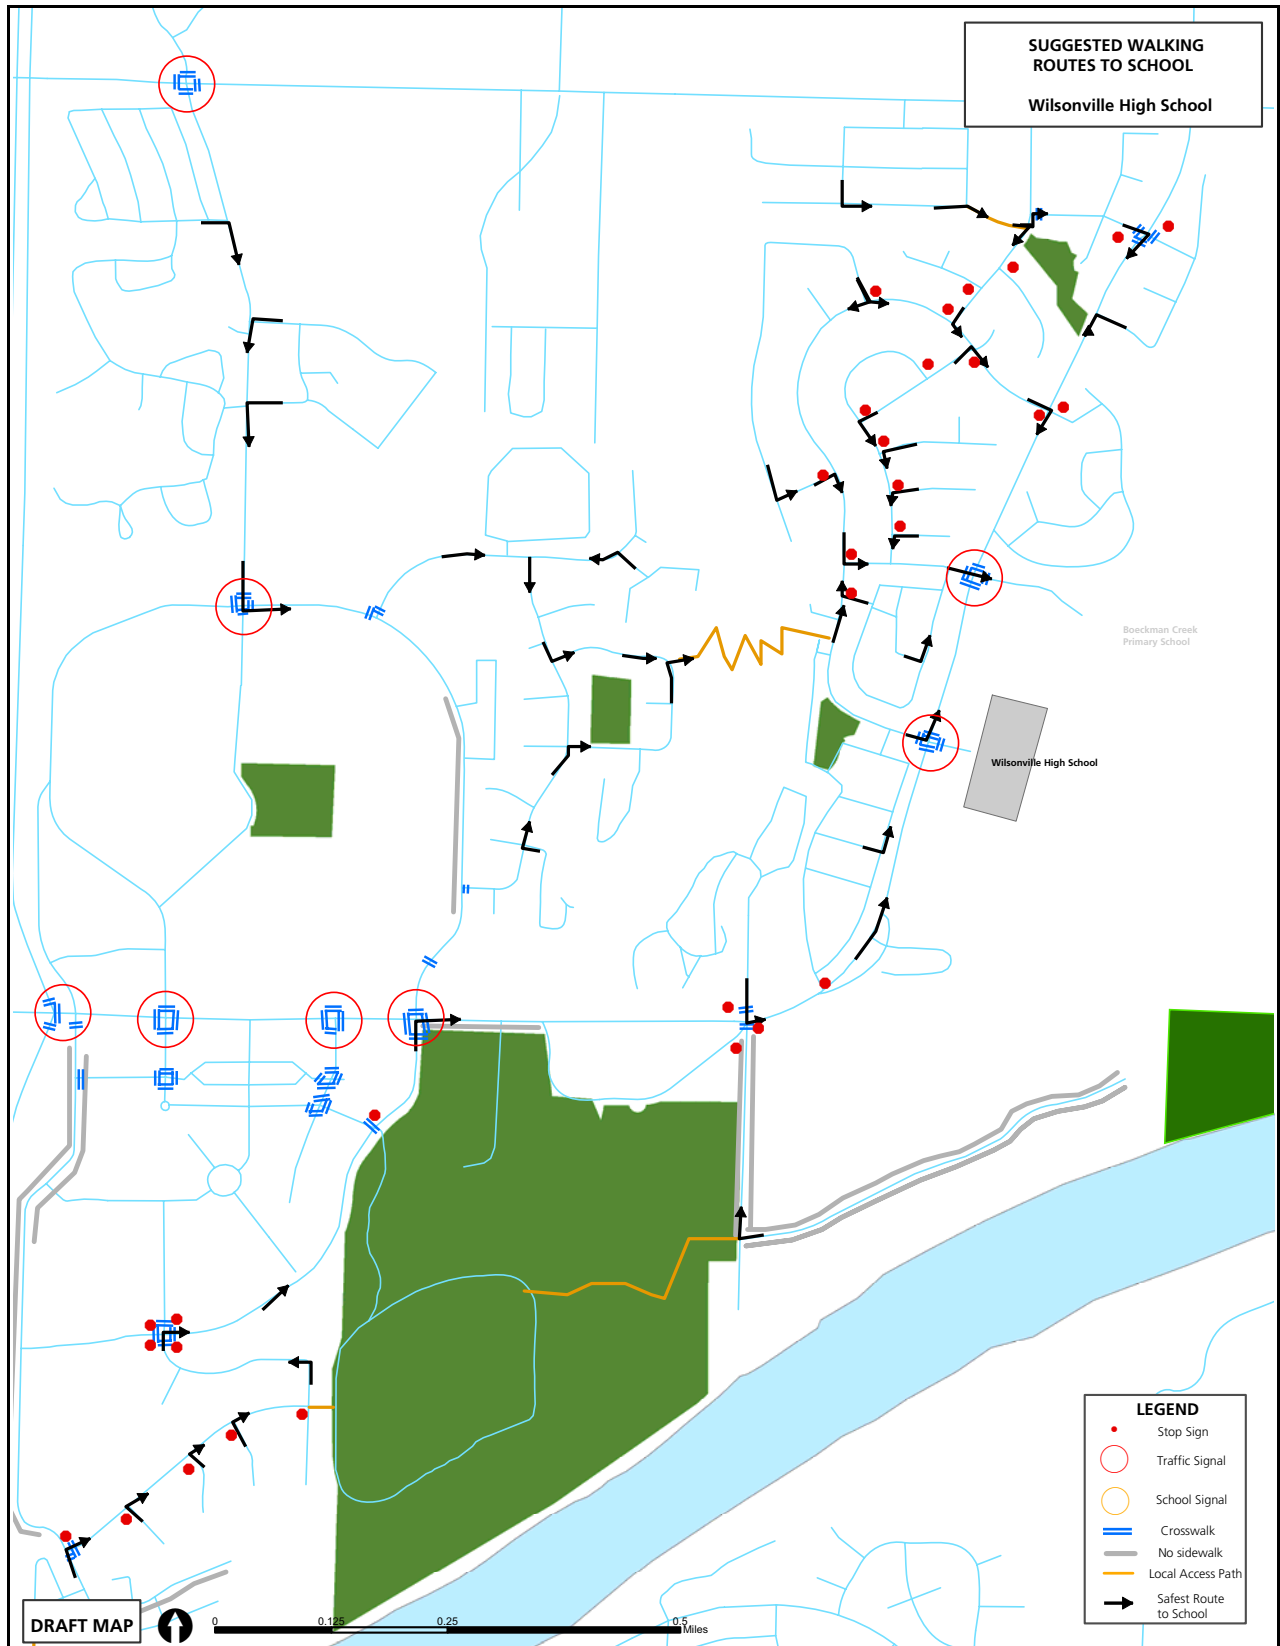 SUGGESTED WALKING
ROUTES TO SCHOOL
Wilsonville High School
Boeckman Creek
Primary School
Wilsonville High School
LEGEND
Stop Sign
Traffic Signal
School Signal
Crosswalk
No sidewalk
Local Access Path
Safest Route
to School
DRAFT MAP
0 0.125 0.25 0.5
Miles